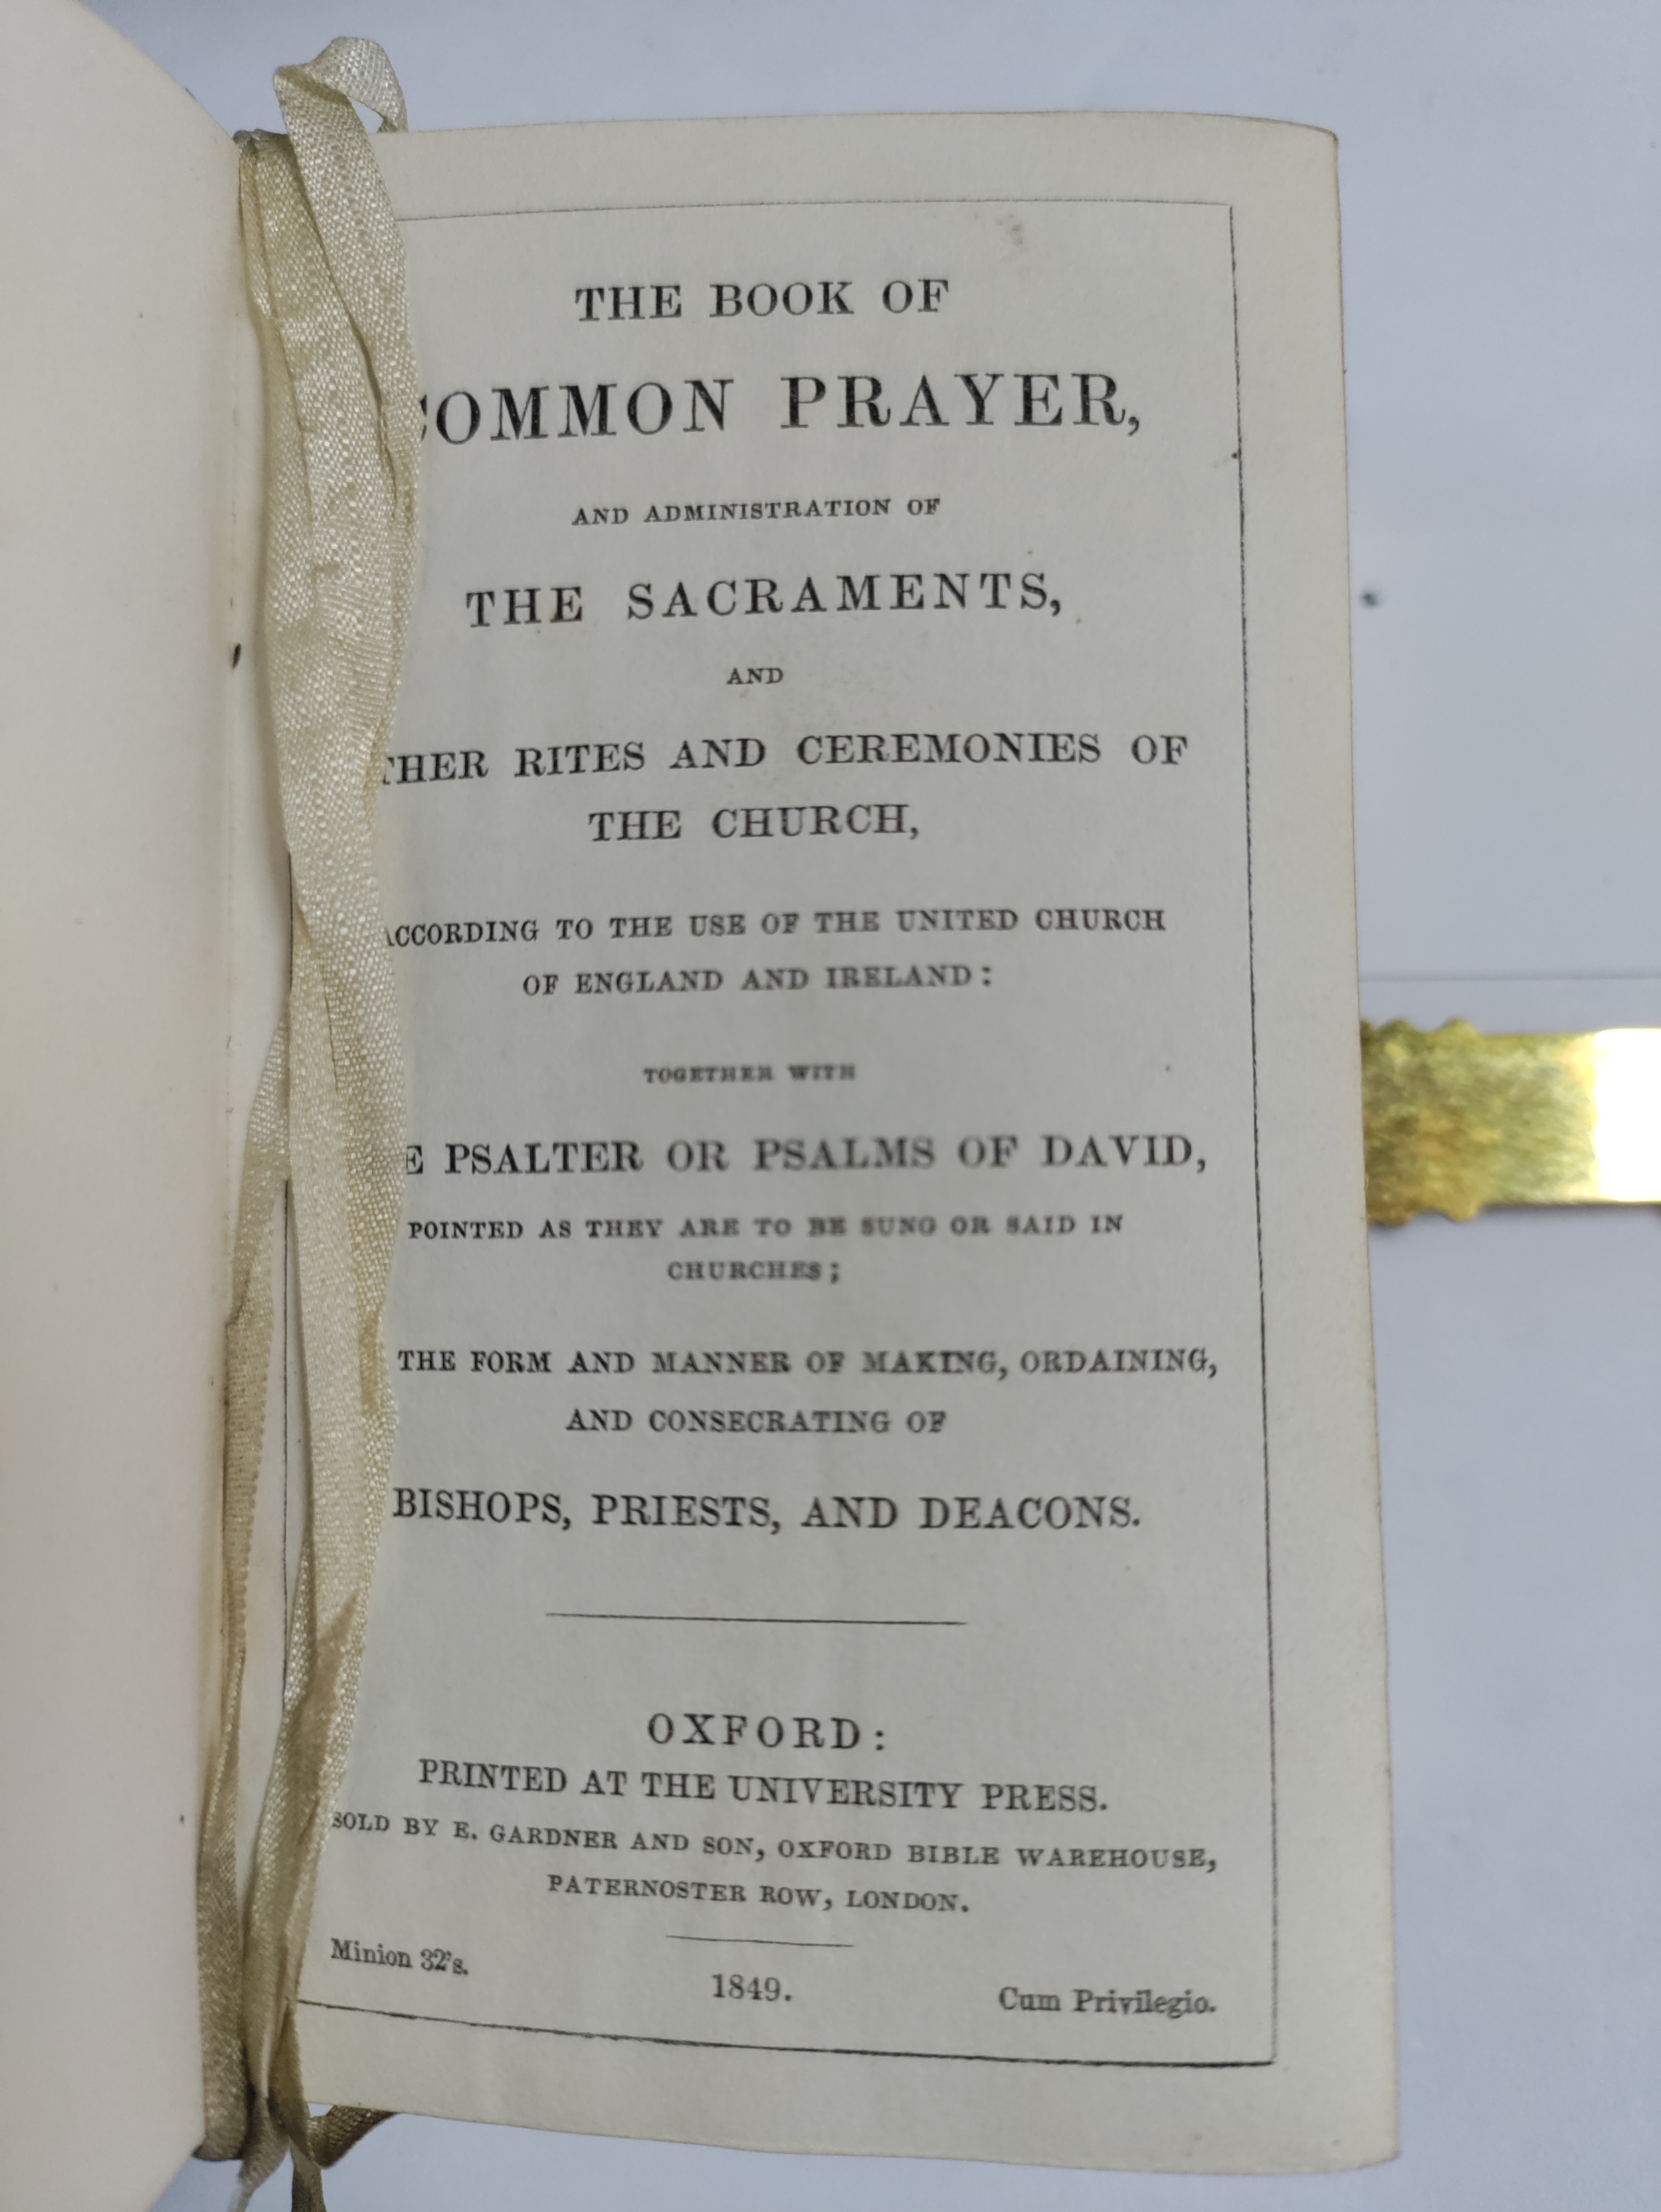 THE BOOK OF
COMMON PRAYER,
AND ADMINISTRATION OF
THE SACRAMENTS,
AND
THER RITES AND CEREMONIES OF
THE CHURCH,
ACCORDING TO THE USE OF THE UNITED CHURCH
OF ENGLAND AND IRELAND:
TOGETHER WITH
E PSALTER OR PSALMS OF DAVID,
POINTED AS THEY ARE TO BE SUNG OR SAID IN
CHURCHES;
THE FORM AND MANNER OF MAKING, ORDAINING,
AND CONSECRATING OF
BISHOPS, PRIESTS, AND DEACONS.
OXFORD:
PRINTED AT THE UNIVERSITY PRESS.
SOLD BY E. GARDNER AND SON, OXFORD BIBLE WAREHOUSE,
PATERNOSTER ROW, LONDON.
Minion 32's.
1849.
Cum Privilegio.